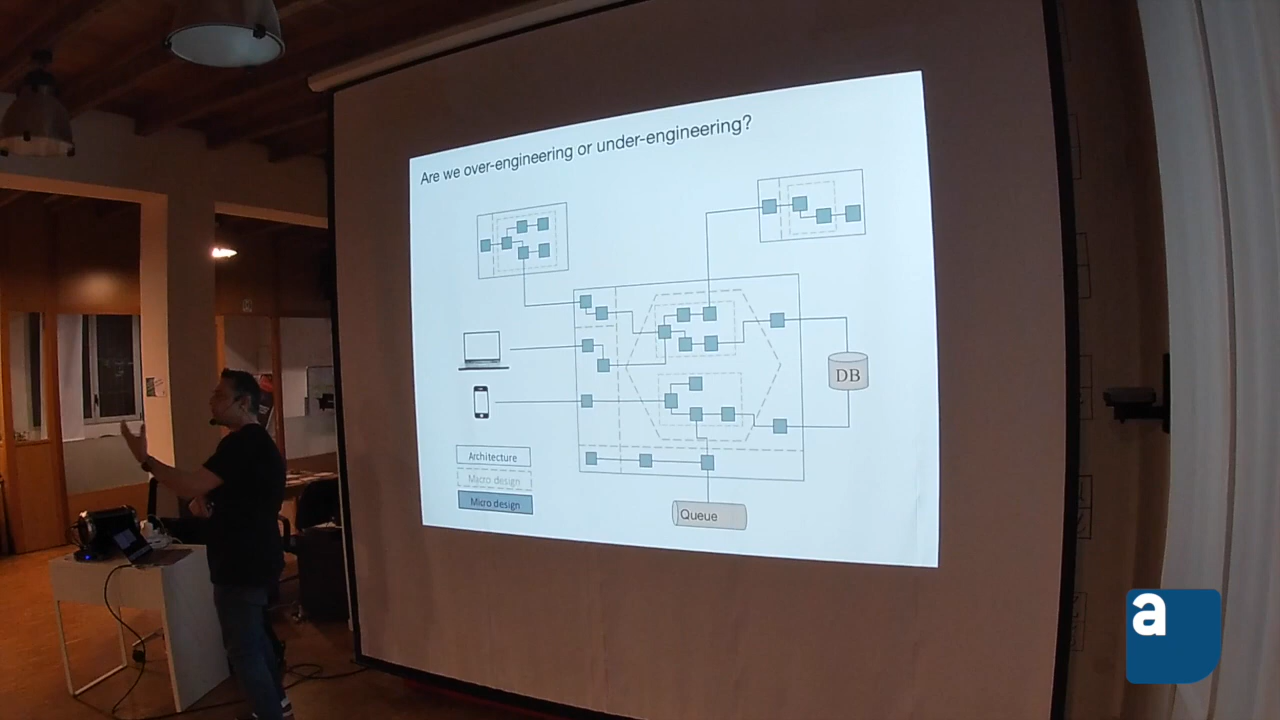 Are we over-engineering or under-engineering?
DB
Architecture
Macro design
Micro design
Queue
a